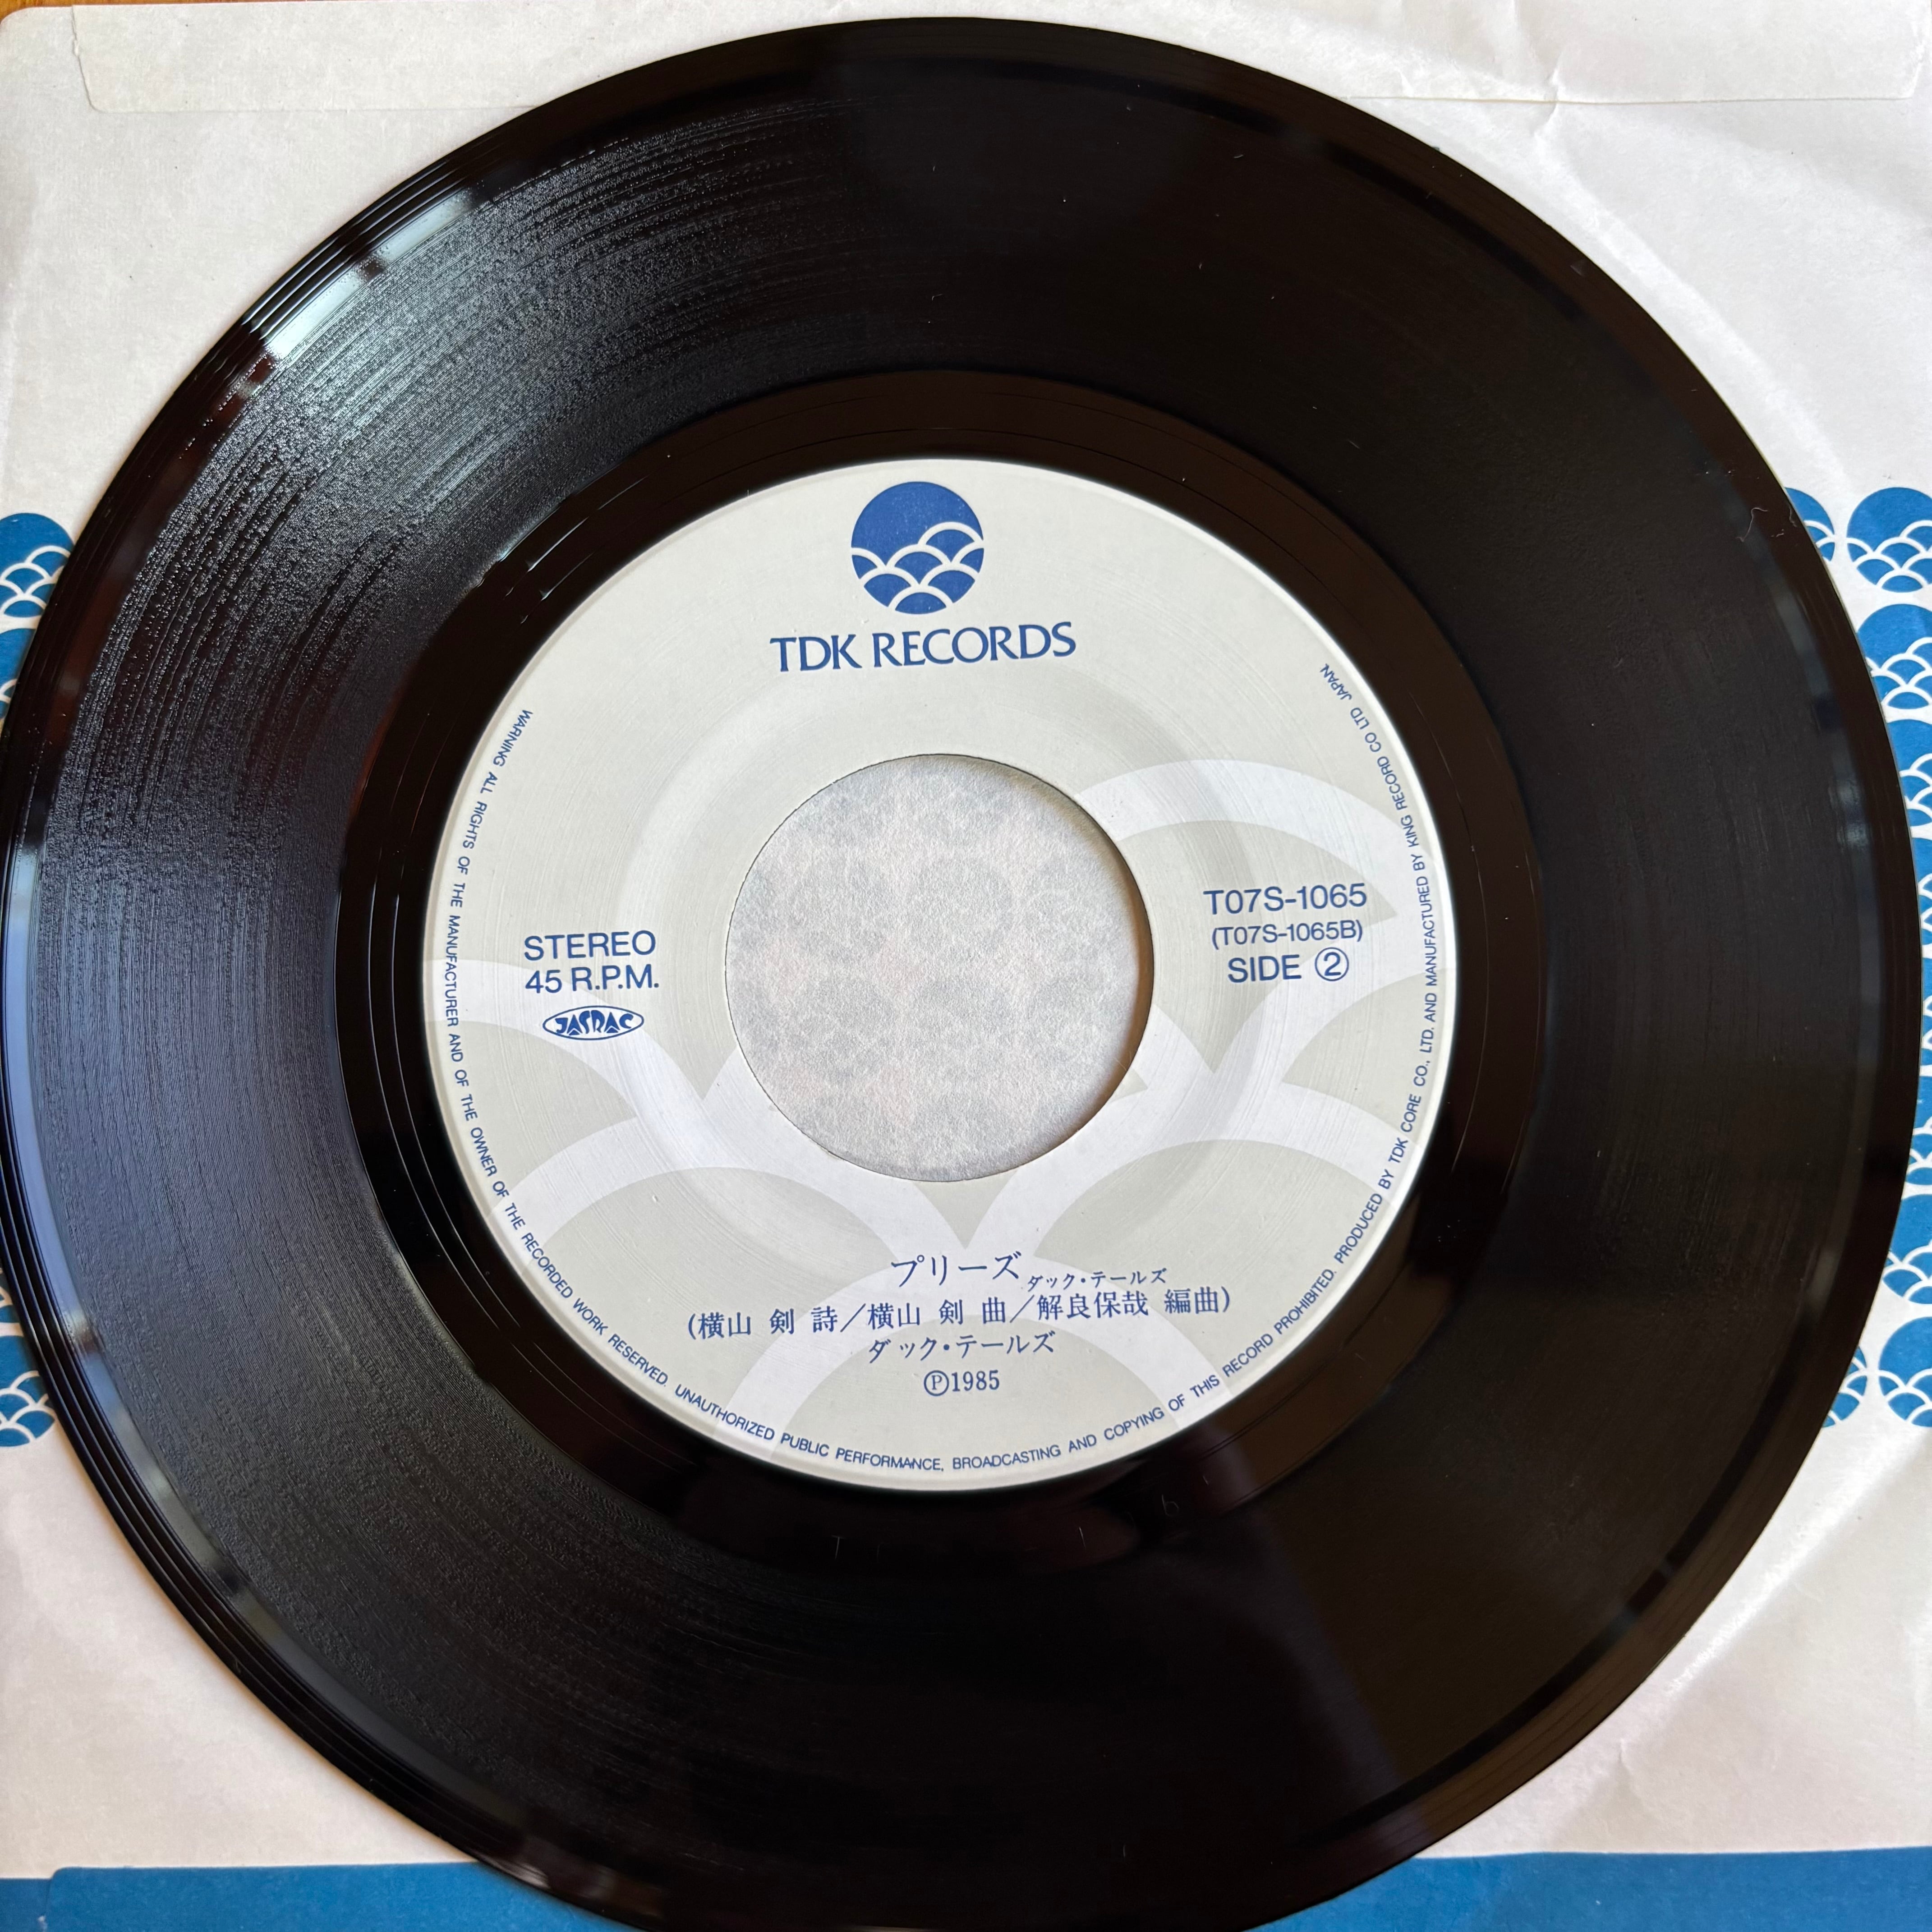 TDK RECORDS
STEREO
45 R.P.M.
JASRAC
T07S-1065
(T07S-1065B)
SIDE ②
プリーズ
ダック・テールズ
(横山 剣 詩／横山 剣 曲／解良保哉 編曲)
ダック・テールズ
Ⓟ1985
WARNING ALL RIGHTS OF THE MANUFACTURER AND OF THE OWNER OF THE RECORDED WORK RESERVED. UNAUTHORIZED PUBLIC PERFORMANCE, BROADCASTING AND COPYING OF THIS RECORD PROHIBITED. PRODUCED BY TDK CORE CO., LTD. AND MANUFACTURED BY KING RECORD CO LTD JAPAN